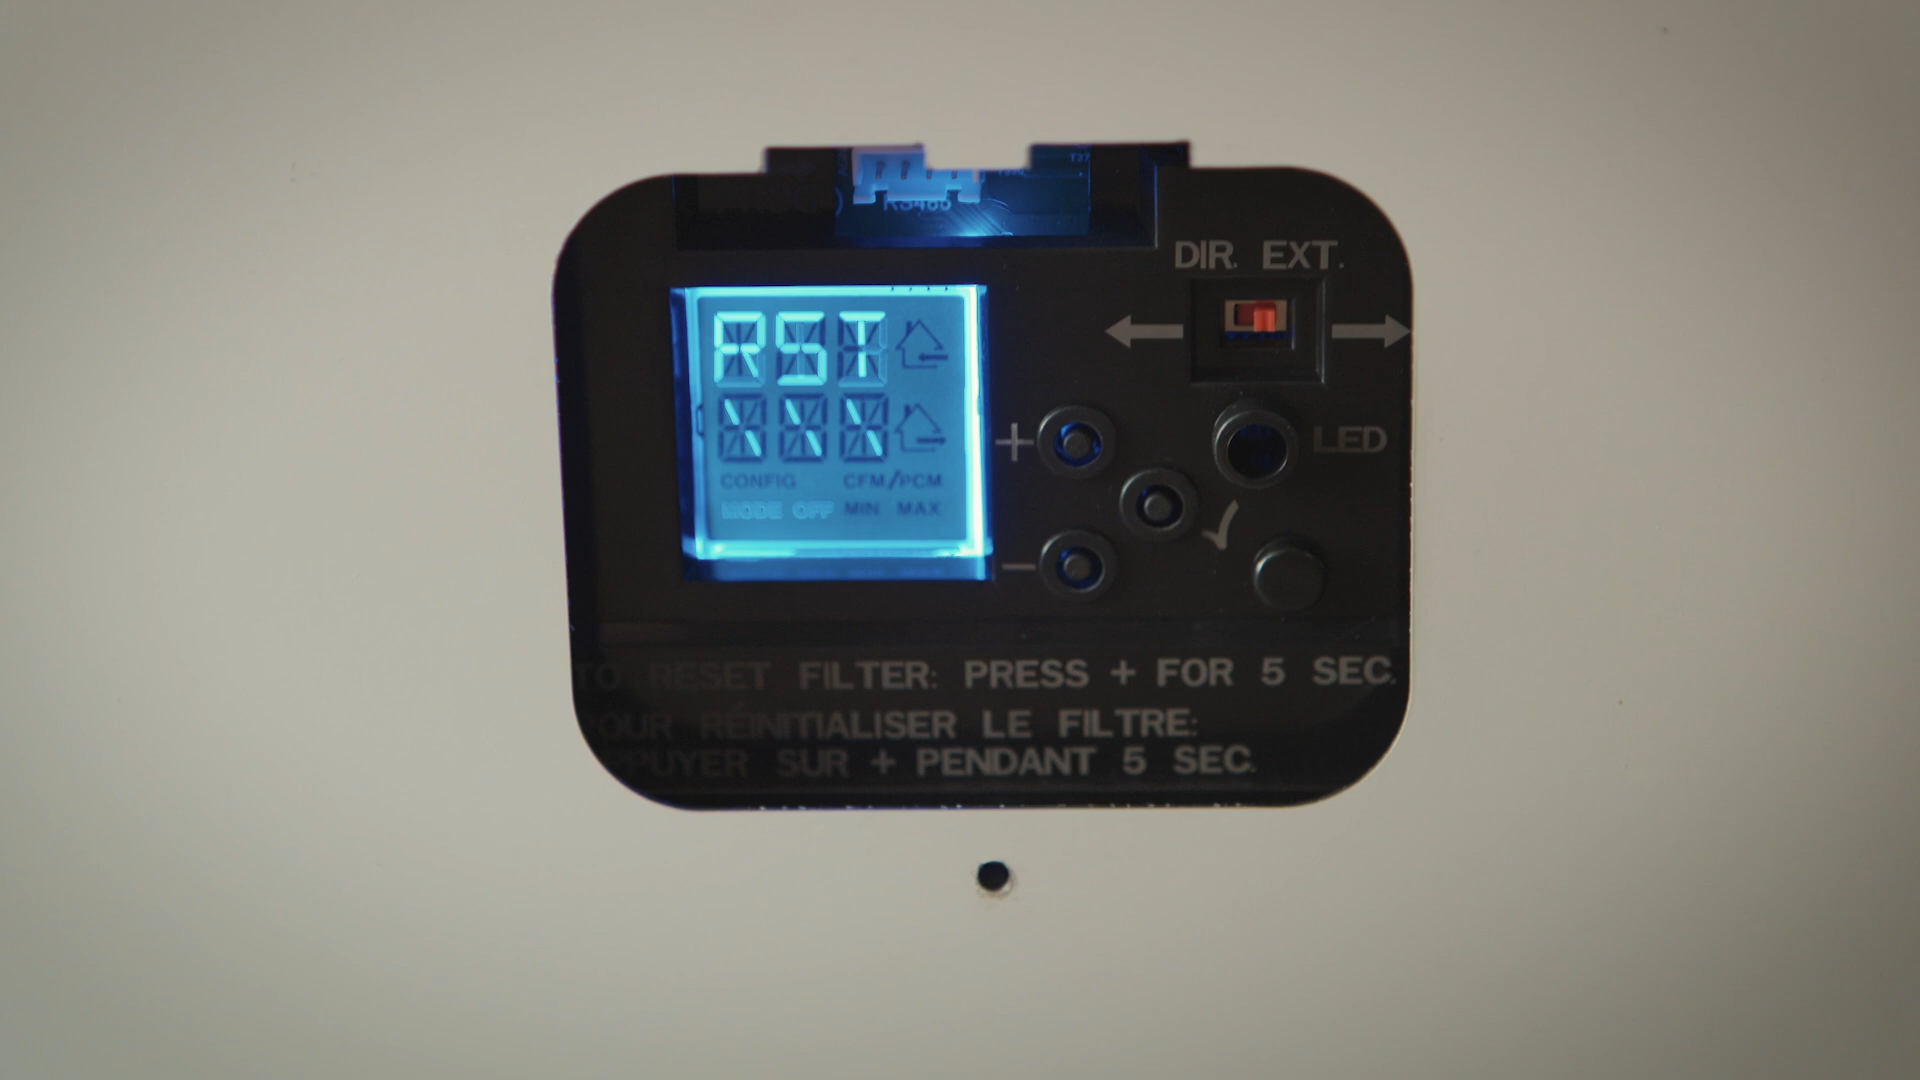 RS485
DIR. EXT.
RST
+
LED
CONFIG CFM/PCM
MODE OFF MIN MAX
✓
−
TO RESET FILTER: PRESS + FOR 5 SEC.
POUR RÉINITIALISER LE FILTRE:
APPUYER SUR + PENDANT 5 SEC.